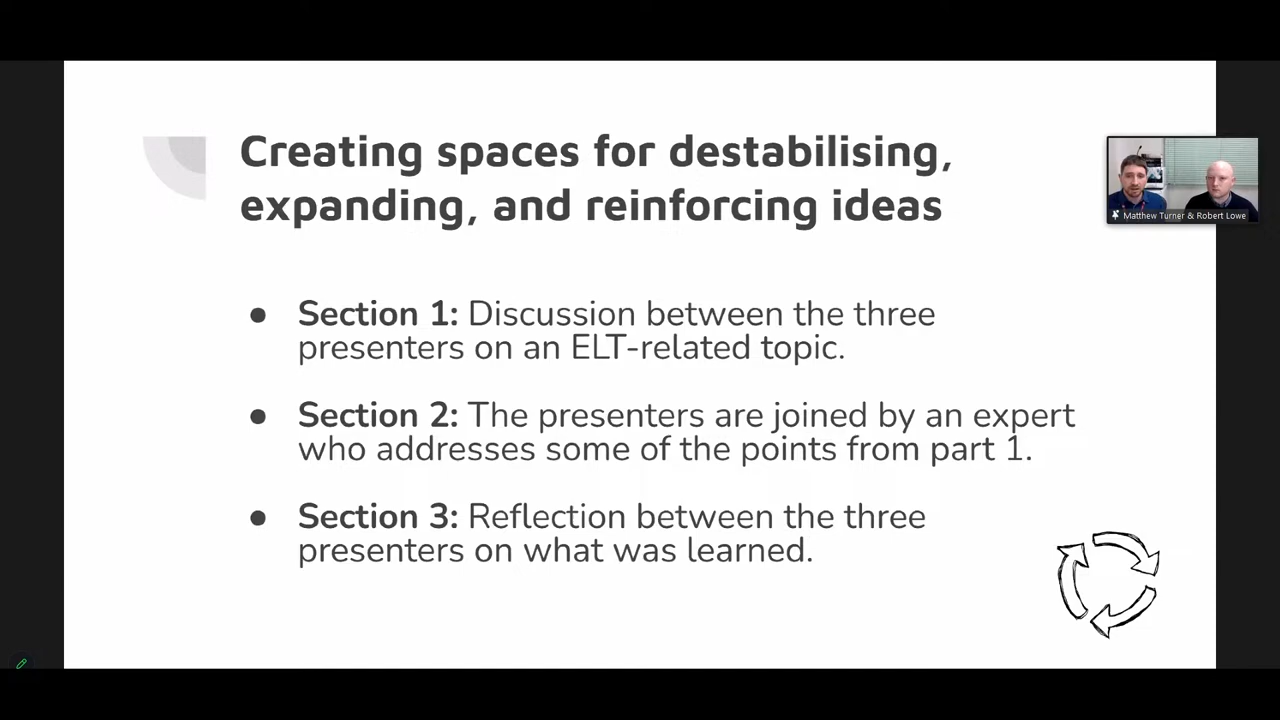 Creating spaces for destabilising,
expanding, and reinforcing ideas
● Section 1: Discussion between the three
presenters on an ELT-related topic.
● Section 2: The presenters are joined by an expert
who addresses some of the points from part 1.
● Section 3: Reflection between the three
presenters on what was learned.
Matthew Turner & Robert Lowe